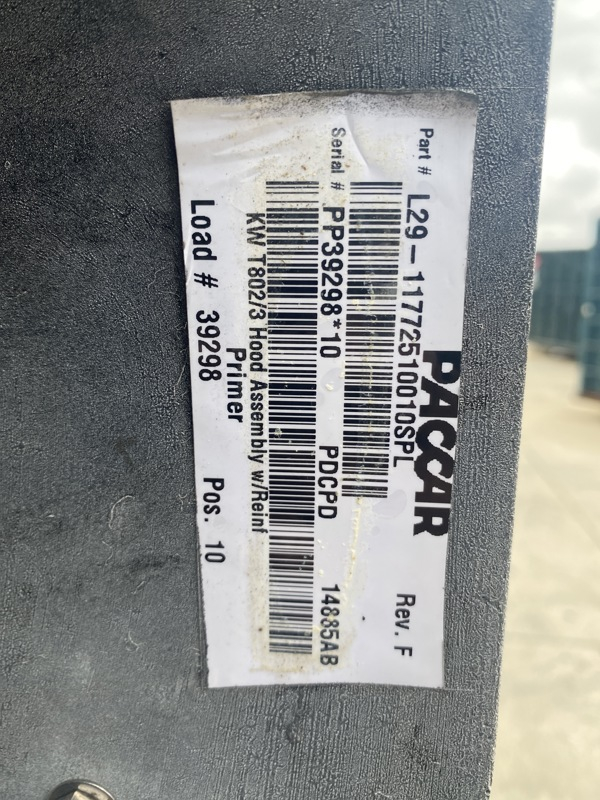 PACCAR
Part # L29-1177251001OSPL Rev. F
Serial # PP39298*10 PDCPD 14885AB
KW T802/3 Hood Assembly w/Reinf
Primer
Load # 39298 Pos. 10